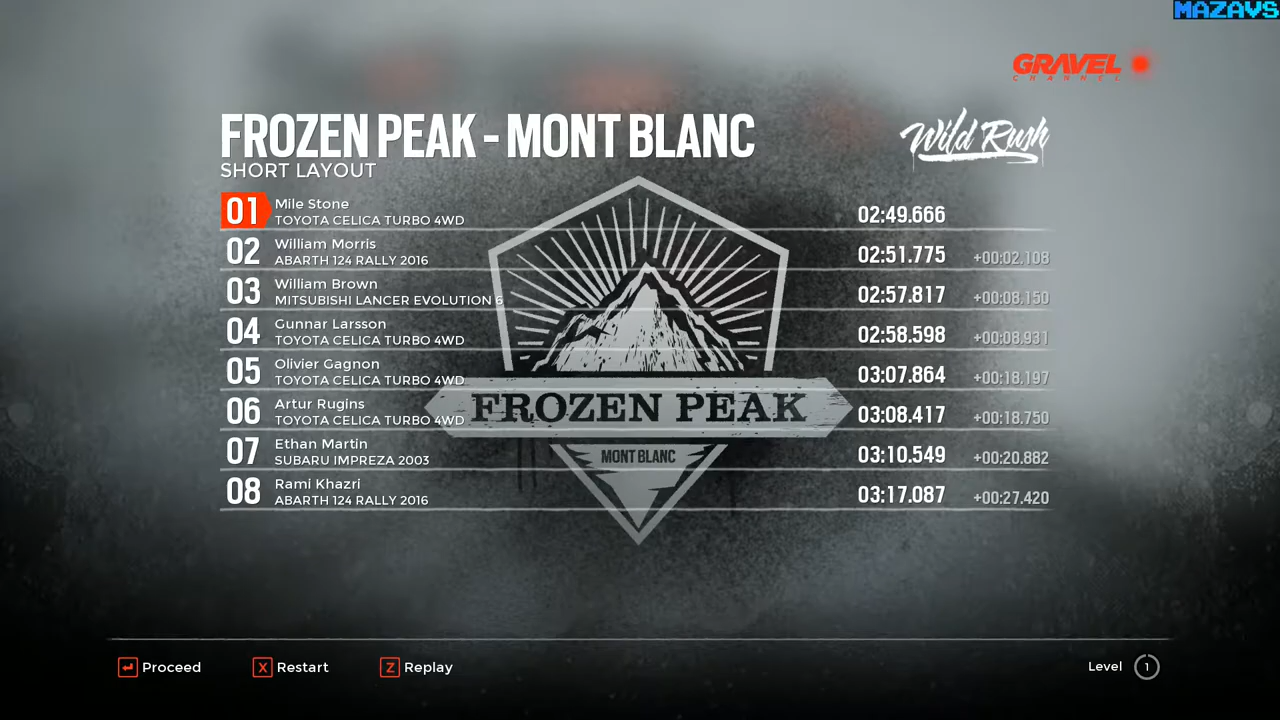 MAZAVS
GRAVEL
CHANNEL
FROZEN PEAK - MONT BLANC
SHORT LAYOUT
Wild Rush
01 Mile Stone 02:49.666
TOYOTA CELICA TURBO 4WD
02 William Morris 02:51.775 +00:02.108
ABARTH 124 RALLY 2016
03 William Brown 02:57.817 +00:08.150
MITSUBISHI LANCER EVOLUTION 6
04 Gunnar Larsson 02:58.598 +00:08.931
TOYOTA CELICA TURBO 4WD
05 Olivier Gagnon 03:07.864 +00:18.197
TOYOTA CELICA TURBO 4WD
06 Artur Rugins 03:08.417 +00:18.750
TOYOTA CELICA TURBO 4WD
07 Ethan Martin 03:10.549 +00:20.882
SUBARU IMPREZA 2003
08 Rami Khazri 03:17.087 +00:27.420
ABARTH 124 RALLY 2016
FROZEN PEAK
MONT BLANC
Proceed X Restart Z Replay Level 1